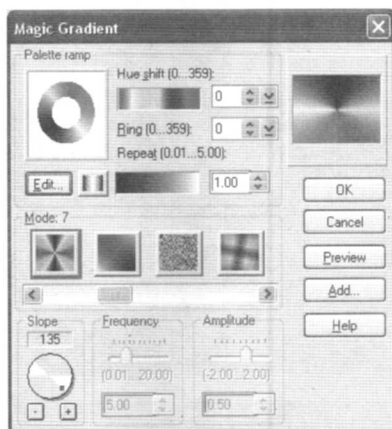 Magic Gradient
Palette ramp
Hue shift (0...359):
0
Ring (0...359):
0
Repeat (0.01...5.00):
Edit...
1.00
OK
Cancel
Preview
Add...
Help
Mode: 7
Slope
135
Frequency
(0.01...20.00)
5.00
Amplitude
(-2.00...2.00)
0.50
- +